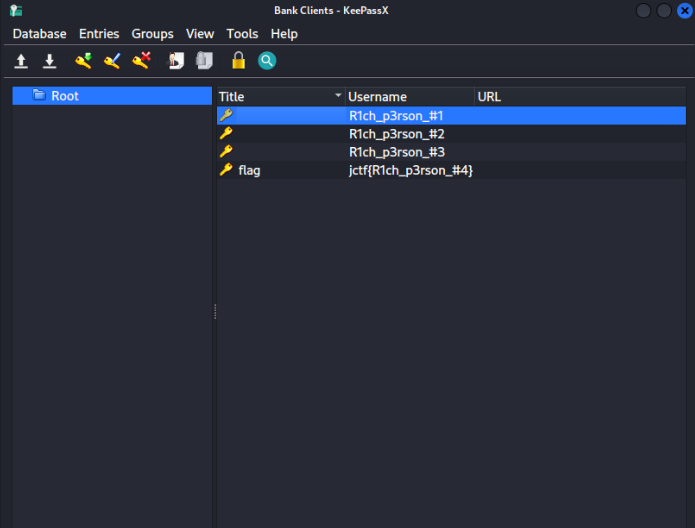 Bank Clients - KeePassX
Database Entries Groups View Tools Help
Root
Title Username URL
R1ch_p3rson_#1
R1ch_p3rson_#2
R1ch_p3rson_#3
flag jctf{R1ch_p3rson_#4}